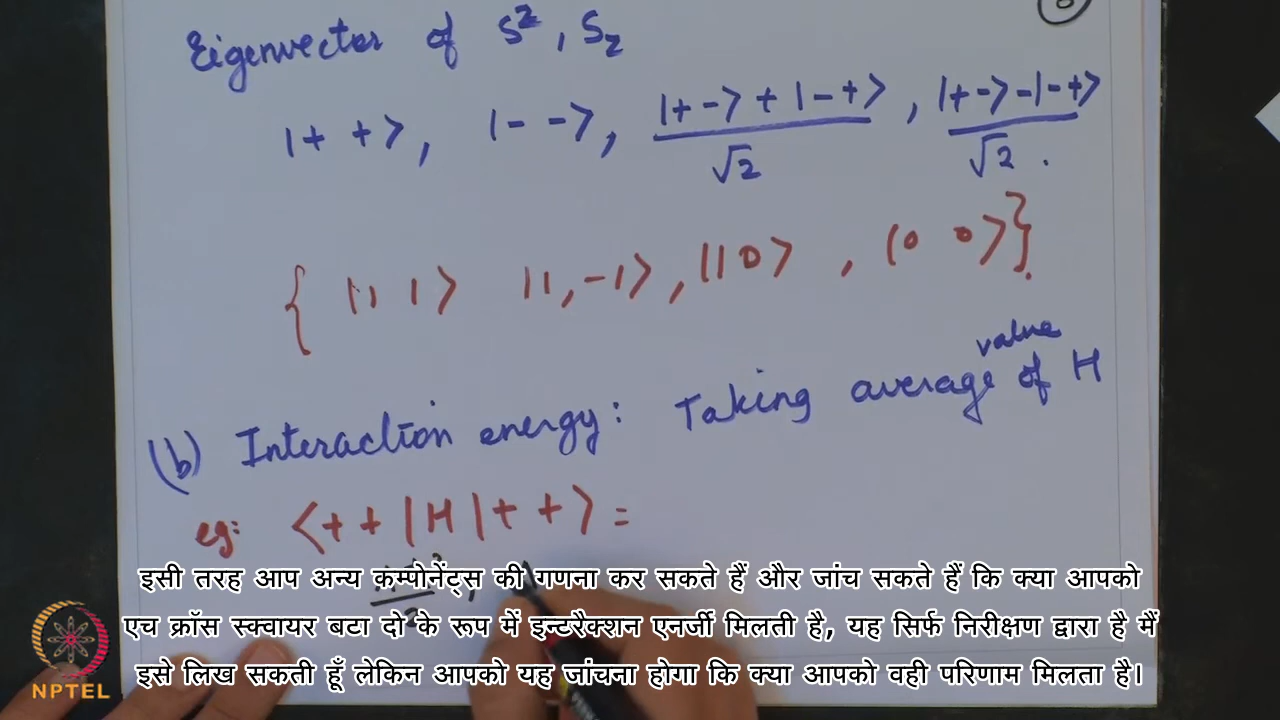 Eigenvector of S², S_z
|+ +>, |- ->, |+ -> + |- +> / √2, |+ -> - |- +> / √2 .
{ |1, 1> |1, -1>, |1 0> , |0 0> } .
(b) Interaction energy: Taking average value of H
eg: <+ + | H | + +> =
इसी तरह आप अन्य कम्पोनेंट्स की गणना कर सकते हैं और जांच सकते हैं कि क्या आपको
एच क्रॉस स्क्वायर बटा दो के रूप में इन्टरैक्शन एनर्जी मिलती है, यह सिर्फ निरीक्षण द्वारा है मैं
इसे लिख सकती हूँ लेकिन आपको यह जांचना होगा कि क्या आपको वही परिणाम मिलता है।
NPTEL